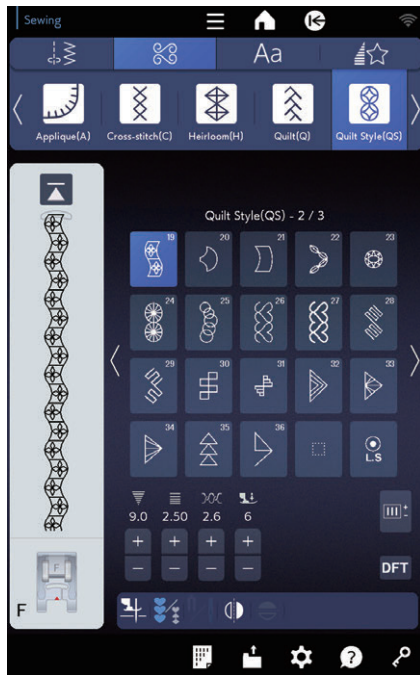 Sewing
Aa
Applique(A) Cross-stitch(C) Heirloom(H) Quilt(Q) Quilt Style(QS)
Quilt Style(QS) - 2 / 3
19 20 21 22 23
24 25 26 27 28
29 30 31 32 33
34 35 36 L.S
9.0 2.50 2.6 6
+ + + +
− − − −
DFT
F F
?